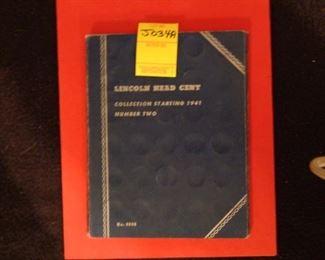 J034A
LINCOLN HEAD CENT
COLLECTION STARTING 1941
NUMBER TWO